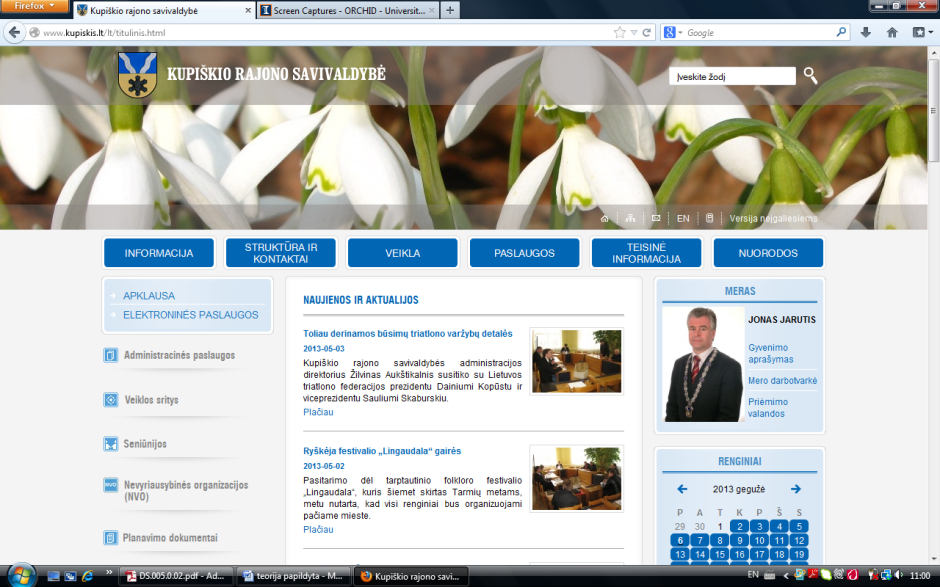 Firefox
Kupiškio rajono savivaldybė
Screen Captures - ORCHID - Universit...
www.kupiskis.lt/lt/titulinis.html
Google
KUPIŠKIO RAJONO SAVIVALDYBĖ
Įveskite žodį
EN
Versija neįgaliesiems
INFORMACIJA
STRUKTŪRA IR
KONTAKTAI
VEIKLA
PASLAUGOS
TEISINĖ
INFORMACIJA
NUORODOS
APKLAUSA
ELEKTRONINĖS PASLAUGOS
Administracinės paslaugos
Veiklos sritys
Seniūnijos
NVO
Nevyriausybinės organizacijos
(NVO)
Planavimo dokumentai
NAUJIENOS IR AKTUALIJOS
Toliau derinamos būsimų triatlono varžybų detalės
2013-05-03
Kupiškio rajono savivaldybės administracijos
direktorius Žilvinas Aukštikalnis susitiko su Lietuvos
triatlono federacijos prezidentu Dainiumi Kopūstu ir
viceprezidentu Sauliumi Skaburskiu.
Plačiau
Ryškėja festivalio „Lingaudala“ gairės
2013-05-02
Pasitarimo dėl tarptautinio folkloro festivalio
„Lingaudala“, kuris šiemet skirtas Tarmių metams,
metu nutarta, kad visi renginiai bus organizuojami
pačiame mieste.
Plačiau
MERAS
JONAS JARUTIS
Gyvenimo
aprašymas
Mero darbotvarkė
Priėmimo
valandos
RENGINIAI
2013 gegužė
P A T K P Š S
29 30 1 2 3 4 5
6 7 8 9 10 11 12
13 14 15 16 17 18 19
DS.005.0.02.pdf - Ad...
teorija papildyta - M...
Kupiškio rajono savi...
EN
11:00